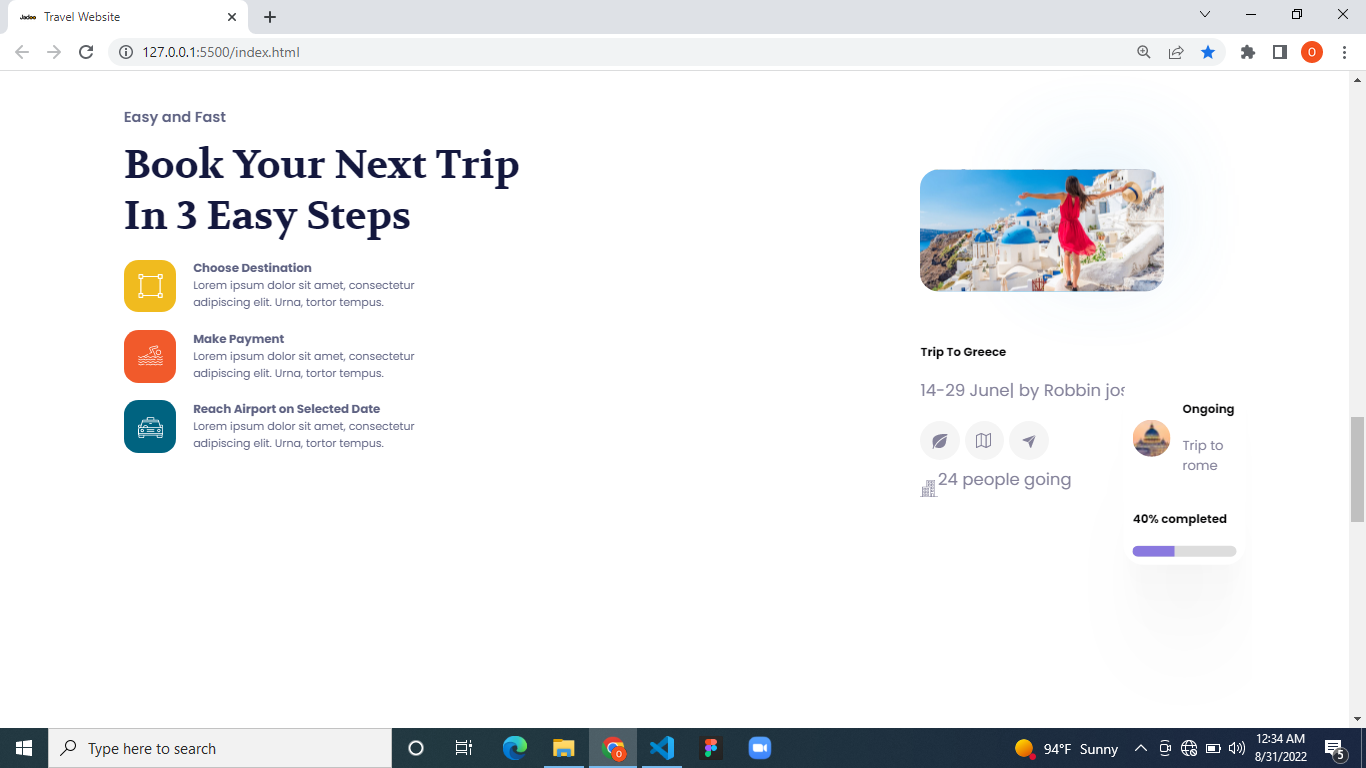 Jadoo Travel Website
127.0.0.1:5500/index.html
O
Easy and Fast
Book Your Next Trip
In 3 Easy Steps
Choose Destination
Lorem ipsum dolor sit amet, consectetur
adipiscing elit. Urna, tortor tempus.
Make Payment
Lorem ipsum dolor sit amet, consectetur
adipiscing elit. Urna, tortor tempus.
Reach Airport on Selected Date
Lorem ipsum dolor sit amet, consectetur
adipiscing elit. Urna, tortor tempus.
Trip To Greece
14-29 June| by Robbin jos
24 people going
Ongoing
Trip to
rome
40% completed
Type here to search
O
94°F Sunny
12:34 AM
8/31/2022
5